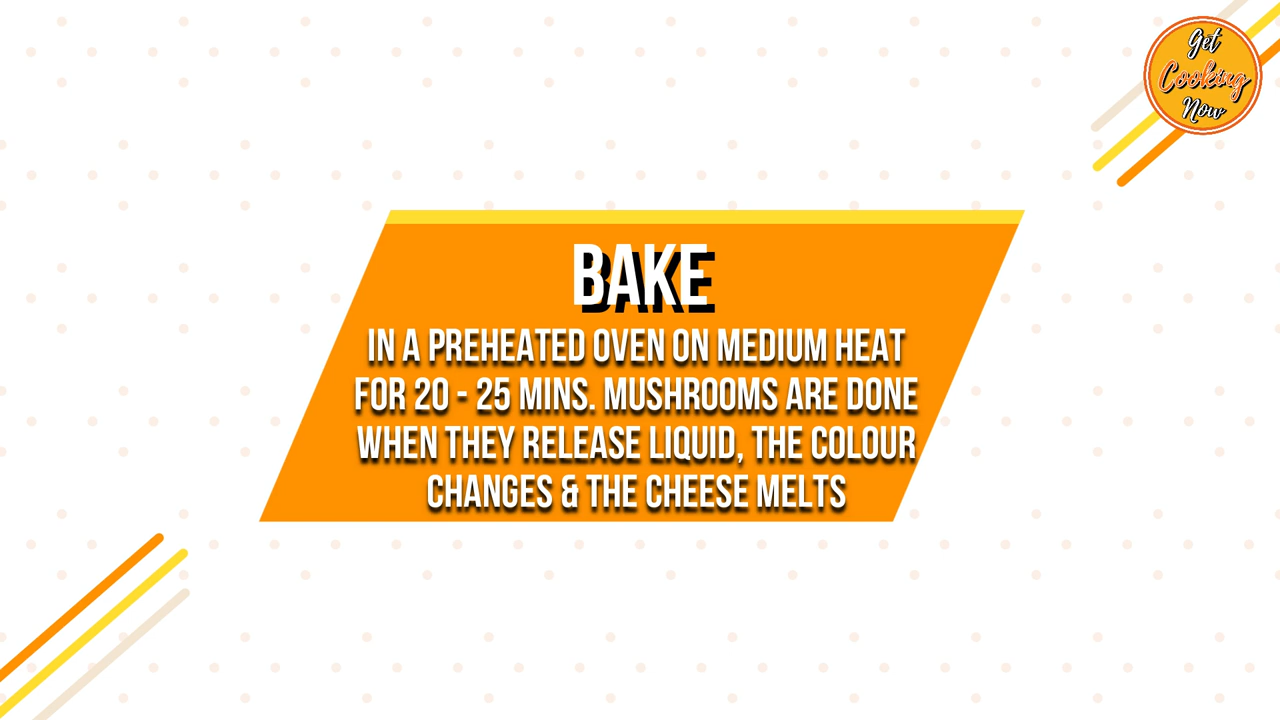 Get
Cooking
Now
BAKE
IN A PREHEATED OVEN ON MEDIUM HEAT
FOR 20 - 25 MINS. MUSHROOMS ARE DONE
WHEN THEY RELEASE LIQUID, THE COLOUR
CHANGES & THE CHEESE MELTS